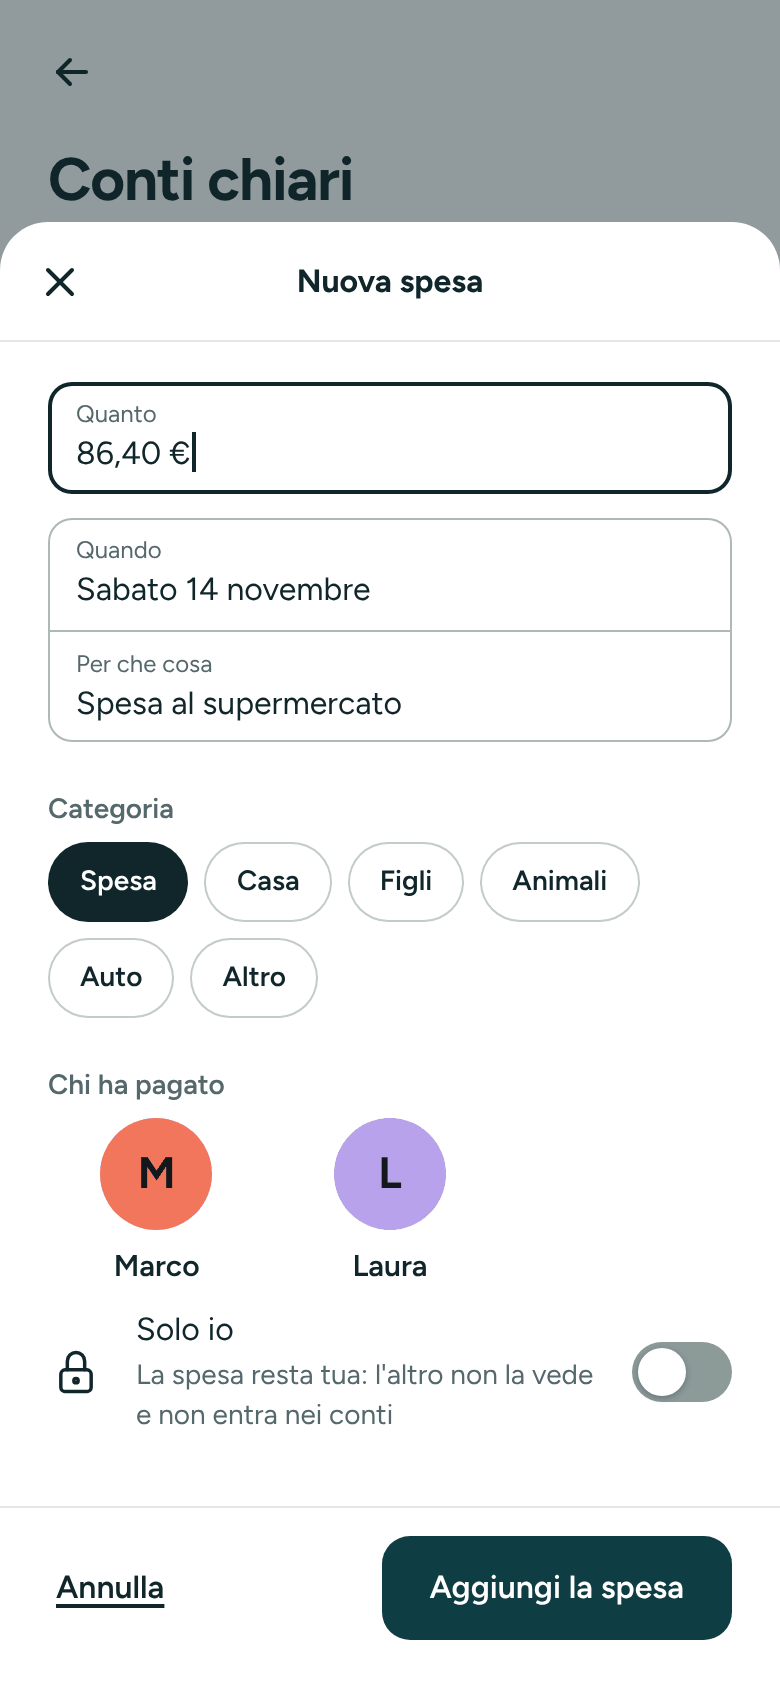 Conti chiari
Nuova spesa
Quanto
86,40 €
Quando
Sabato 14 novembre
Per che cosa
Spesa al supermercato
Categoria
Spesa Casa Figli Animali
Auto Altro
Chi ha pagato
M L
Marco Laura
Solo io
La spesa resta tua: l'altro non la vede
e non entra nei conti
Annulla Aggiungi la spesa